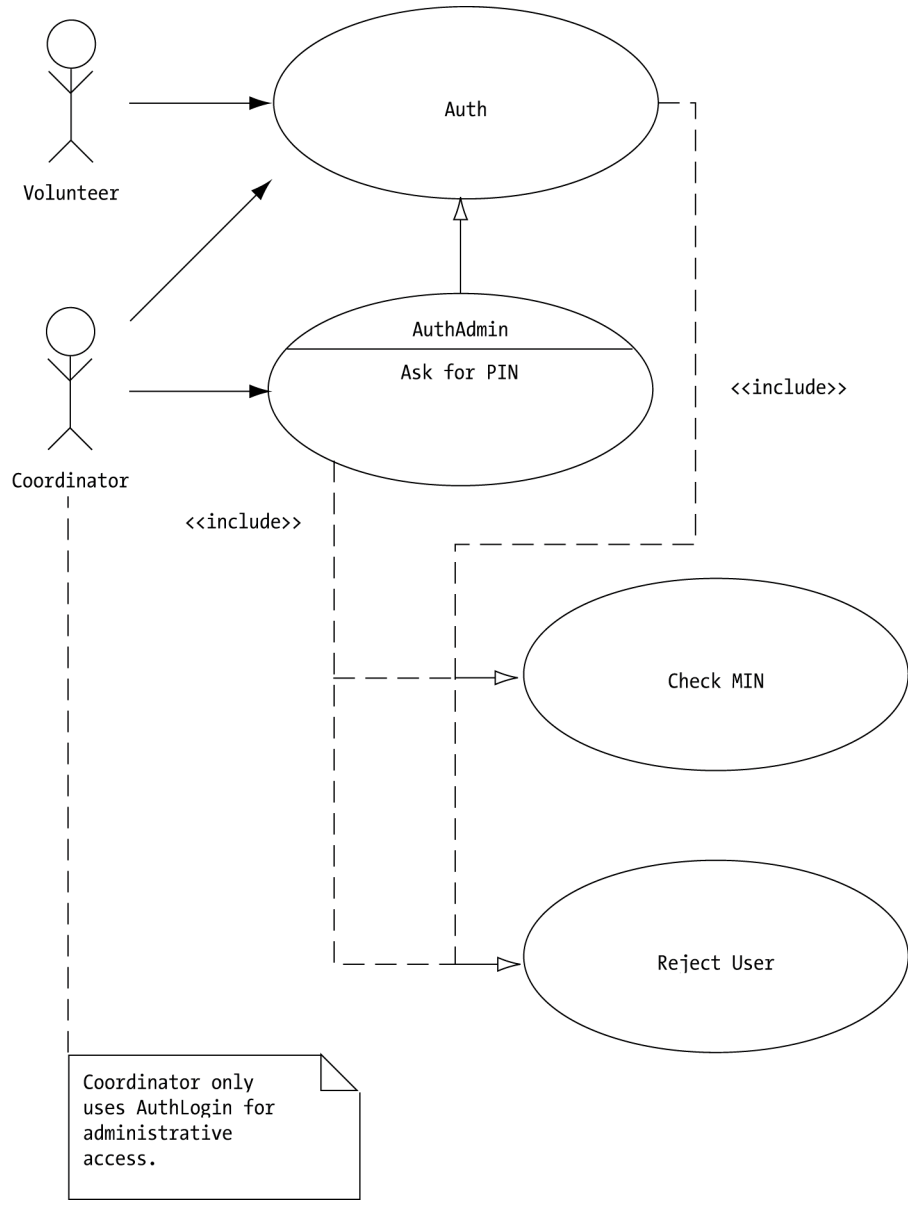 Auth
Volunteer
AuthAdmin
Ask for PIN
<<include>>
Coordinator
<<include>>
Check MIN
Reject User
Coordinator only
uses AuthLogin for
administrative
access.